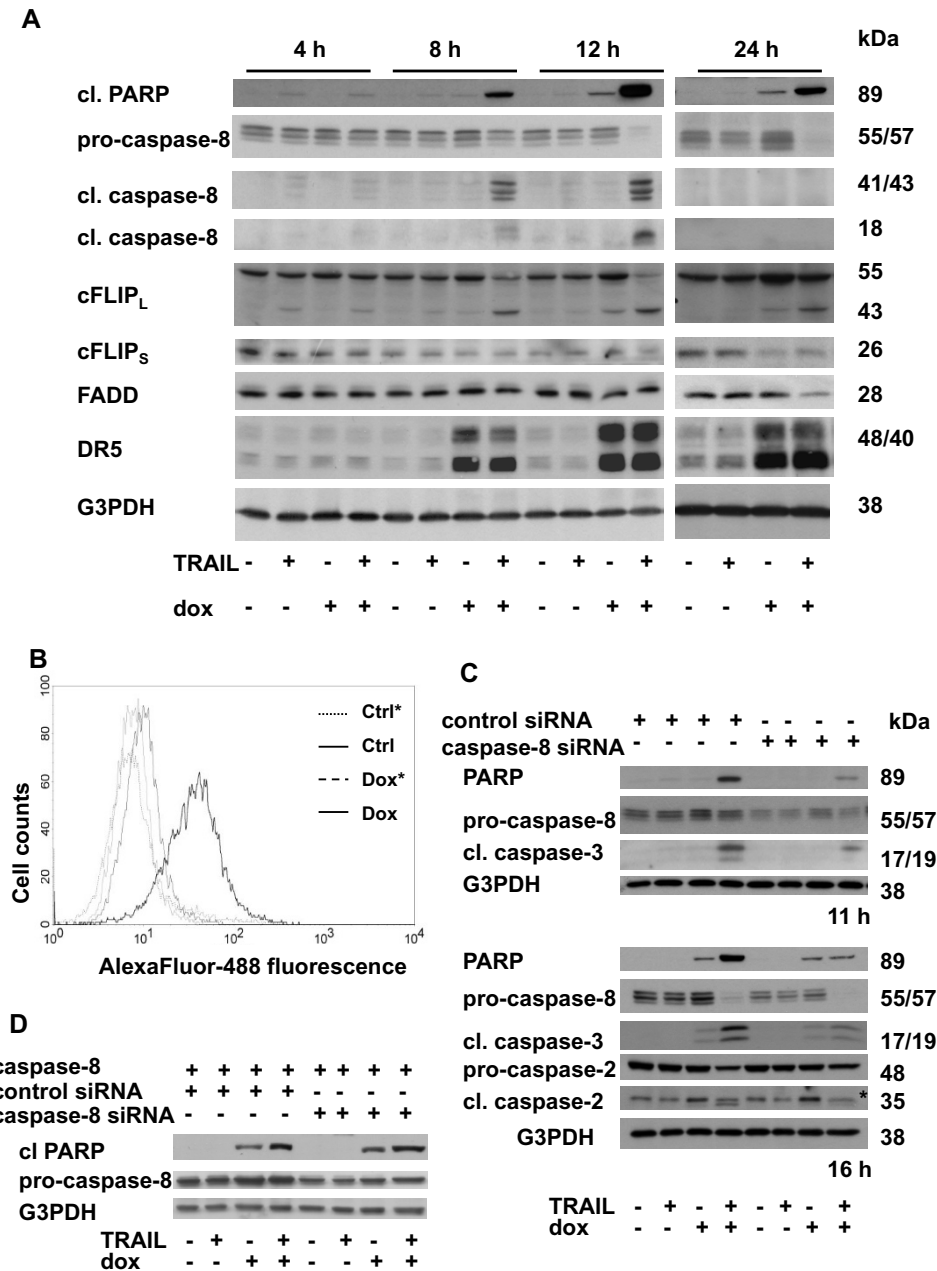 A
4 h 8 h 12 h 24 h kDa
cl. PARP 89
pro-caspase-8 55/57
cl. caspase-8 41/43
cl. caspase-8 18
cFLIPL 55
43
cFLIPS 26
FADD 28
DR5 48/40
G3PDH 38
TRAIL - + - + - + - + - + - + - + - +
dox - - + + - - + + - - + + - - + +
B
Cell counts
100
80
60
40
20
0
Ctrl*
Ctrl
Dox*
Dox
10^0 10^1 10^2 10^3 10^4
AlexaFluor-488 fluorescence
C
control siRNA + + + + - - - - kDa
caspase-8 siRNA - - - - + + + +
PARP 89
pro-caspase-8 55/57
cl. caspase-3 17/19
G3PDH 38
11 h
PARP 89
pro-caspase-8 55/57
cl. caspase-3 17/19
pro-caspase-2 48
cl. caspase-2 * 35
G3PDH 38
16 h
TRAIL - + - + - + - +
dox - - + + - - + +
D
caspase-8 + + + + + + + +
control siRNA + + + + - - - -
caspase-8 siRNA - - - - + + + +
cl PARP
pro-caspase-8
G3PDH
TRAIL - + - + - + - +
dox - - + + - - + +